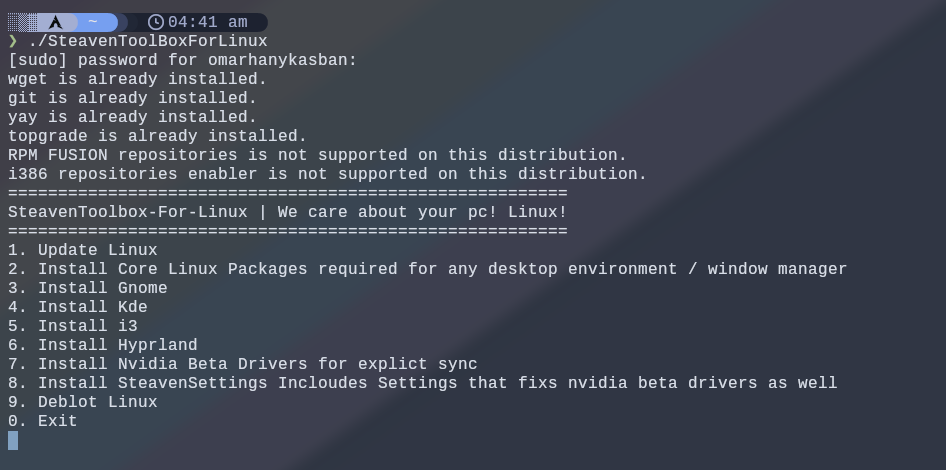 ~ 04:41 am
❯ ./SteavenToolBoxForLinux
[sudo] password for omarhanykasban:
wget is already installed.
git is already installed.
yay is already installed.
topgrade is already installed.
RPM FUSION repositories is not supported on this distribution.
i386 repositories enabler is not supported on this distribution.
========================================================
SteavenToolbox-For-Linux | We care about your pc! Linux!
========================================================
1. Update Linux
2. Install Core Linux Packages required for any desktop environment / window manager
3. Install Gnome
4. Install Kde
5. Install i3
6. Install Hyprland
7. Install Nvidia Beta Drivers for explict sync
8. Install SteavenSettings Incloudes Settings that fixs nvidia beta drivers as well
9. Deblot Linux
0. Exit